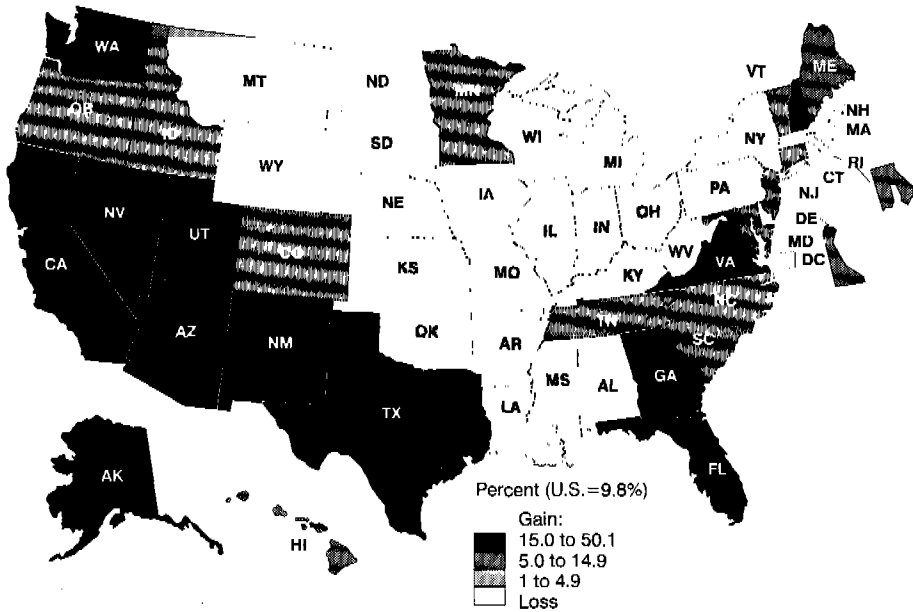 WA
MT
ND
MN
VT
ME
OR
ID
SD
WI
NY
NH
MA
WY
MI
RI
CT
NE
IA
PA
NJ
NV
UT
IL
IN
OH
DE
CA
CO
KS
MO
WV
VA
MD
DC
KY
NC
AZ
NM
OK
AR
TN
SC
TX
LA
MS
AL
GA
AK
HI
FL
Percent (U.S.=9.8%)
Gain:
15.0 to 50.1
5.0 to 14.9
1 to 4.9
Loss